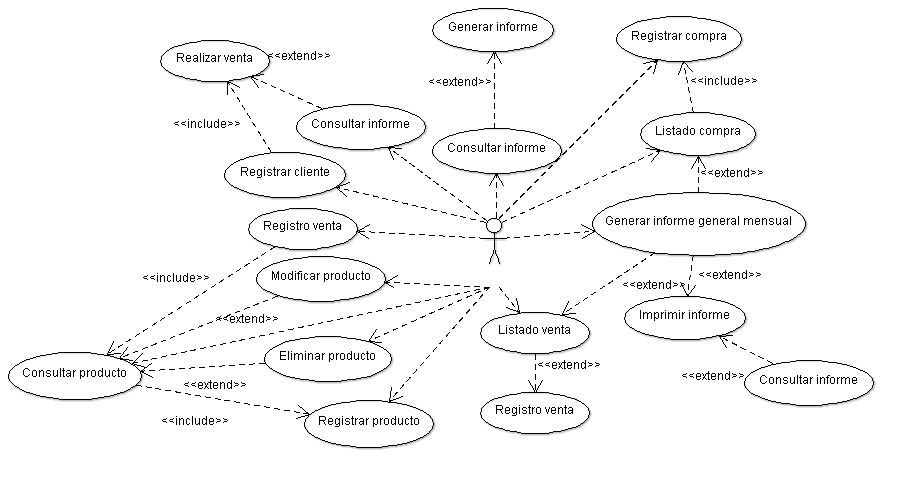 Generar informe
Registrar compra
Realizar venta
<<extend>>
<<extend>>
<<include>>
<<include>>
Consultar informe
Listado compra
Consultar informe
Registrar cliente
<<extend>>
Registro venta
Generar informe general mensual
<<include>>
Modificar producto
<<extend>>
<<extend>>
<<extend>>
Listado venta
Imprimir informe
Eliminar producto
<<extend>>
Consultar producto
<<extend>>
<<extend>>
Consultar informe
Registro venta
<<include>>
Registrar producto